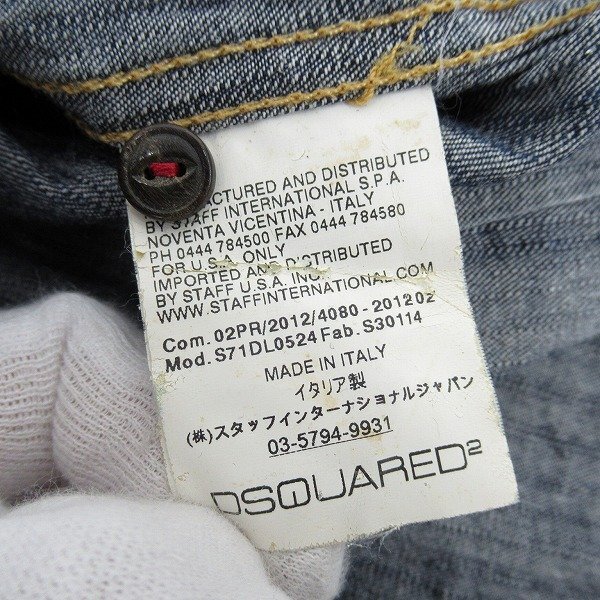 MANUFACTURED AND DISTRIBUTED
BY STAFF INTERNATIONAL S.P.A.
NOVENTA VICENTINA - ITALY
PH 0444 784500 FAX 0444 784580
FOR U.S.A. ONLY
IMPORTED AND DISTRIBUTED
BY STAFF U.S.A. INC.
WWW.STAFFINTERNATIONAL.COM
Com. 02PR/2012/4080 - 201202
Mod. S71DL0524 Fab. S30114
MADE IN ITALY
イタリア製
(株)スタッフインターナショナルジャパン
03-5794-9931
DSQUARED2